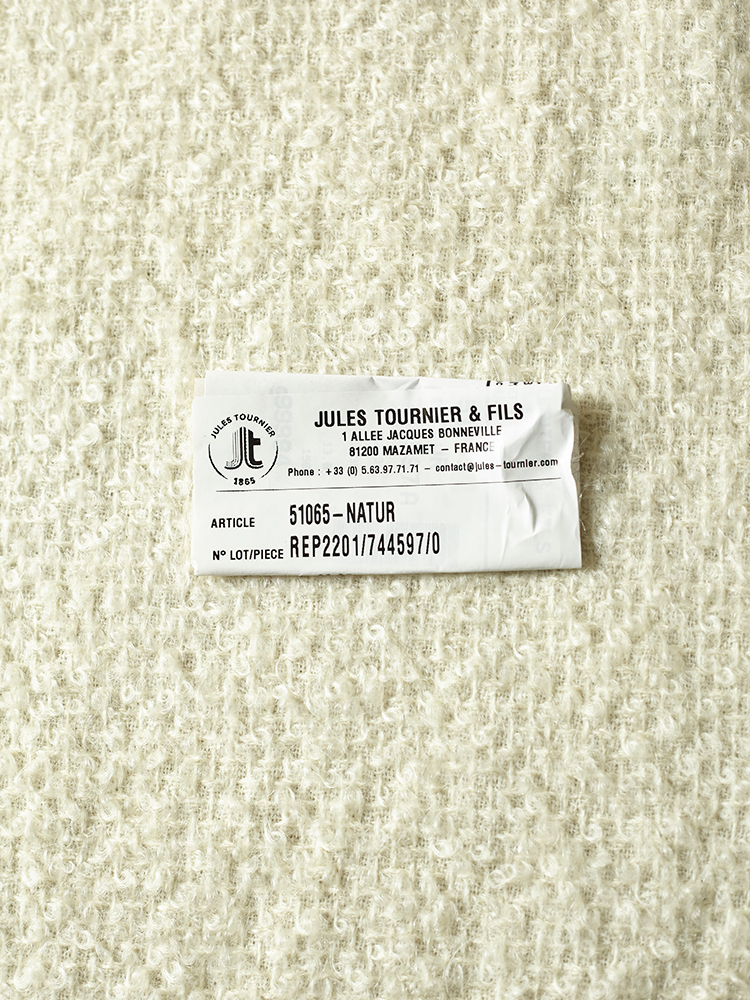 JULES TOURNIER
1865
JULES TOURNIER & FILS
1 ALLEE JACQUES BONNEVILLE
81200 MAZAMET – FRANCE
Phone : +33 (0) 5.63.97.71.71 – contact@jules-tournier.com
ARTICLE 51065-NATUR
Nº LOT/PIECE REP2201/744597/0